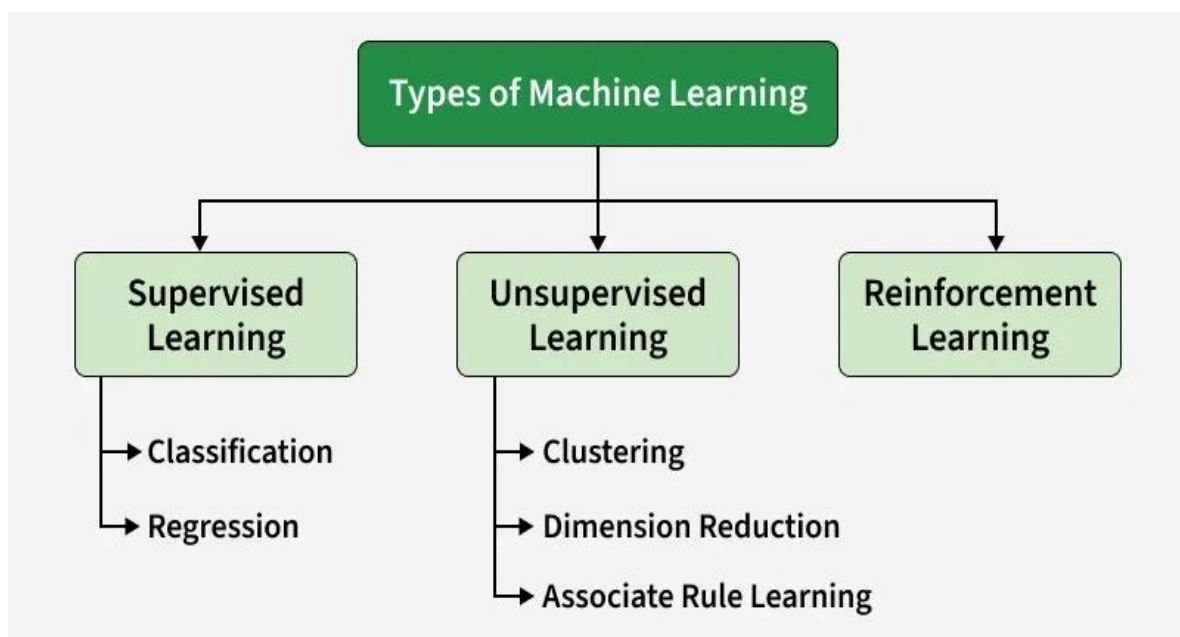 Types of Machine Learning
Supervised
Learning
Unsupervised
Learning
Reinforcement
Learning
Classification
Regression
Clustering
Dimension Reduction
Associate Rule Learning